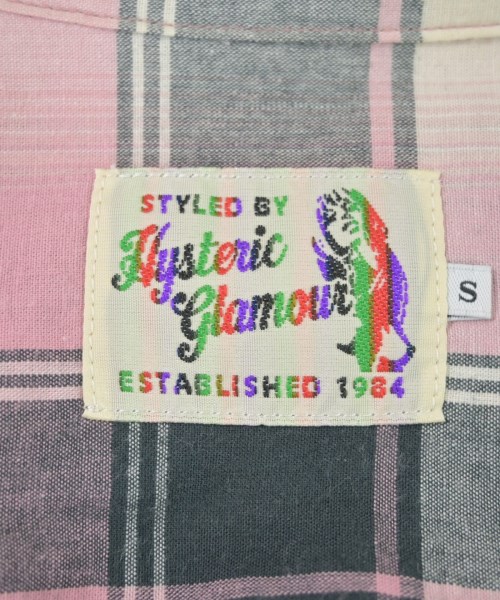 STYLED BY
Hysteric
Glamour
ESTABLISHED 1984
S